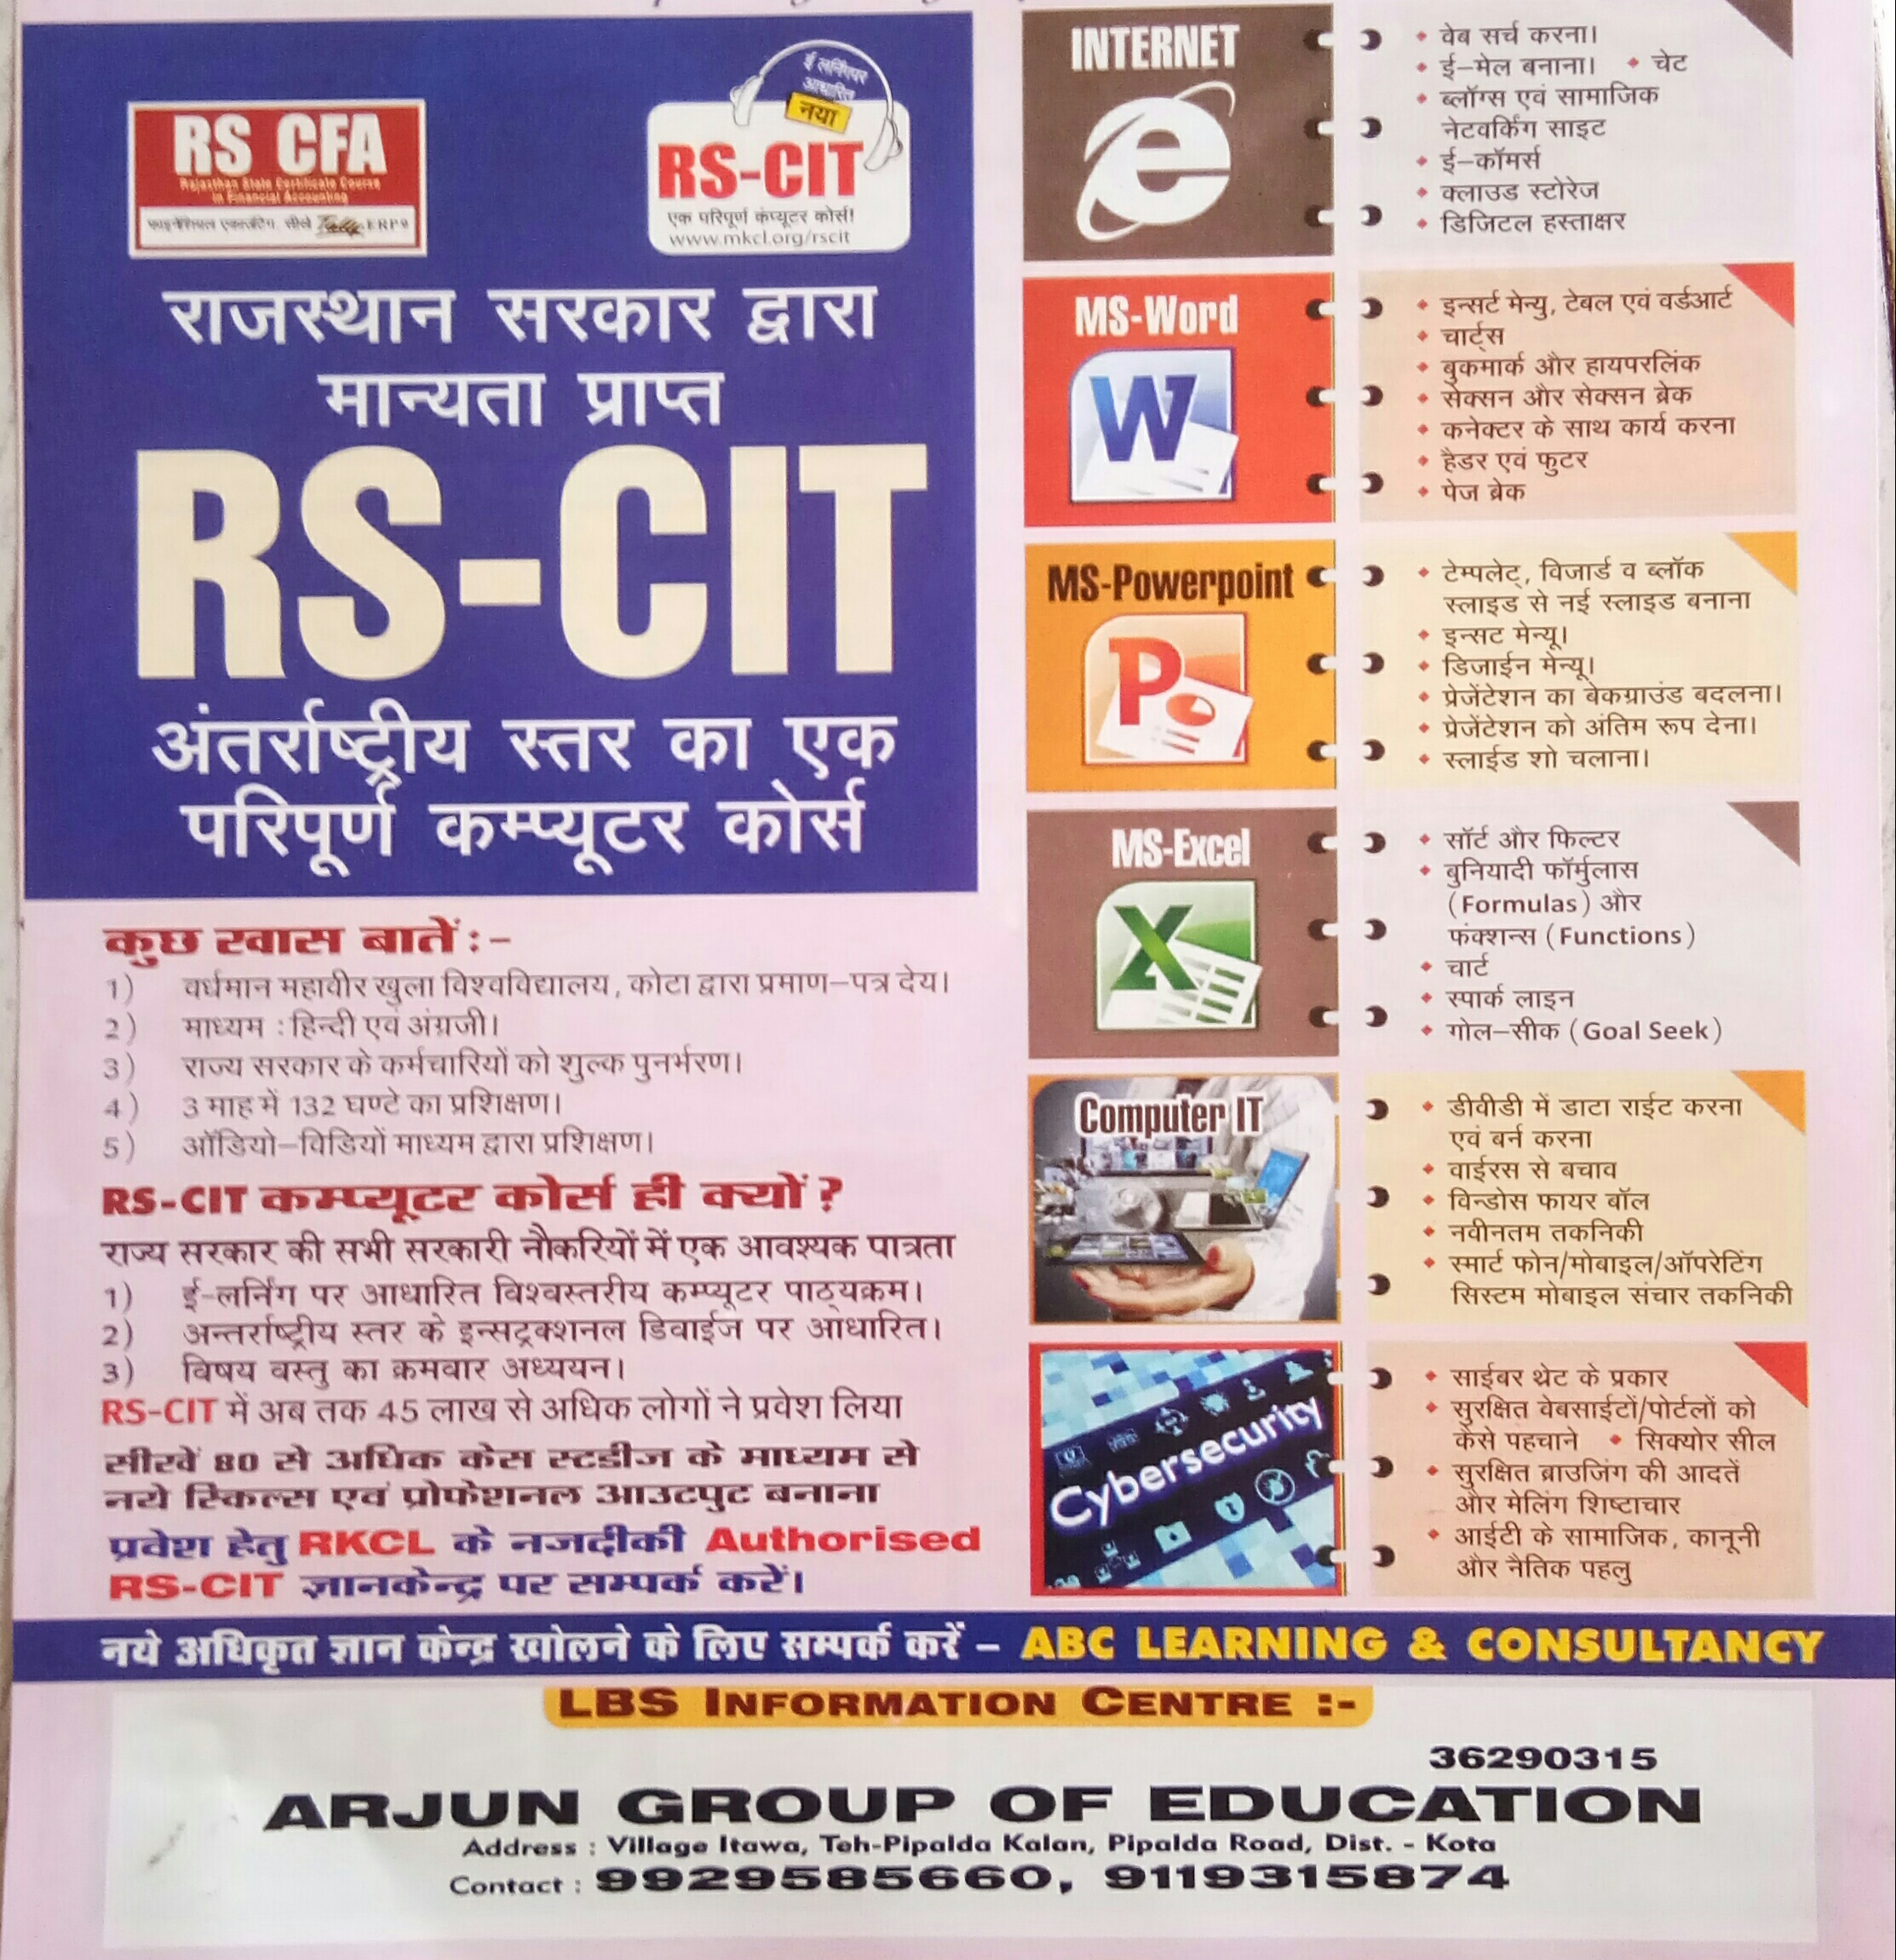 RS CFA
Rajasthan State Certificate Course
in Financial Accounting
फाइनेंशियल एकाउंटिंग सीखे Tally.ERP 9
ई लर्निंगपर
आधारित
नया
RS-CIT
एक परिपूर्ण कंप्यूटर कोर्स!
www.mkcl.org/rscit
राजस्थान सरकार द्वारा
मान्यता प्राप्त
RS-CIT
अंतर्राष्ट्रीय स्तर का एक
परिपूर्ण कम्प्यूटर कोर्स
कुछ खास बातें :-
1) वर्धमान महावीर खुला विश्वविद्यालय, कोटा द्वारा प्रमाण-पत्र देय।
2) माध्यम : हिन्दी एवं अंग्रजी।
3) राज्य सरकार के कर्मचारियों को शुल्क पुनर्भरण।
4) 3 माह में 132 घण्टे का प्रशिक्षण।
5) ऑडियो-विडियों माध्यम द्वारा प्रशिक्षण।
RS-CIT कम्प्यूटर कोर्स ही क्यों ?
राज्य सरकार की सभी सरकारी नौकरियों में एक आवश्यक पात्रता
1) ई-लर्निंग पर आधारित विश्वस्तरीय कम्प्यूटर पाठ्यक्रम।
2) अन्तर्राष्ट्रीय स्तर के इन्सट्रक्शनल डिवाईज पर आधारित।
3) विषय वस्तु का क्रमवार अध्ययन।
RS-CIT में अब तक 45 लाख से अधिक लोगों ने प्रवेश लिया
सीखें 80 से अधिक केस स्टडीज के माध्यम से
नये स्किल्स एवं प्रोफेशनल आउटपुट बनाना
प्रवेश हेतु RKCL के नजदीकी Authorised
RS-CIT ज्ञानकेन्द्र पर सम्पर्क करें।
INTERNET
• वेब सर्च करना।
• ई-मेल बनाना। • चेट
• ब्लॉग्स एवं सामाजिक
नेटवर्किंग साइट
• ई-कॉमर्स
• क्लाउड स्टोरेज
• डिजिटल हस्ताक्षर
MS-Word
• इन्सर्ट मेन्यु, टेबल एवं वर्डआर्ट
• चार्ट्स
• बुकमार्क और हायपरलिंक
• सेक्सन और सेक्सन ब्रेक
• कनेक्टर के साथ कार्य करना
• हैडर एवं फुटर
• पेज ब्रेक
MS-Powerpoint
• टेम्पलेट्, विजार्ड व ब्लॉक
स्लाइड से नई स्लाइड बनाना
• इन्सट मेन्यू।
• डिजाईन मेन्यू।
• प्रेजेंटेशन का बेकग्राउंड बदलना।
• प्रेजेंटेशन को अंतिम रूप देना।
• स्लाईड शो चलाना।
MS-Excel
• सॉर्ट और फिल्टर
• बुनियादी फॉर्मुलास
(Formulas) और
फंक्शन्स (Functions)
• चार्ट
• स्पार्क लाइन
• गोल-सीक (Goal Seek)
Computer IT
• डीवीडी में डाटा राईट करना
एवं बर्न करना
• वाईरस से बचाव
• विन्डोस फायर बॉल
• नवीनतम तकनिकी
• स्मार्ट फोन/मोबाइल/ऑपरेटिंग
सिस्टम मोबाइल संचार तकनिकी
Cybersecurity
• साईबर थ्रेट के प्रकार
• सुरक्षित वेबसाईटों/पोर्टलों को
कैसे पहचाने • सिक्योर सील
• सुरक्षित ब्राउजिंग की आदतें
और मेलिंग शिष्टाचार
• आईटी के सामाजिक, कानूनी
और नैतिक पहलु
नये अधिकृत ज्ञान केन्द्र खोलने के लिए सम्पर्क करें - ABC LEARNING & CONSULTANCY
LBS INFORMATION CENTRE :-
36290315
ARJUN GROUP OF EDUCATION
Address : Village Itawa, Teh-Pipalda Kalan, Pipalda Road, Dist. - Kota
Contact : 9929585660, 9119315874